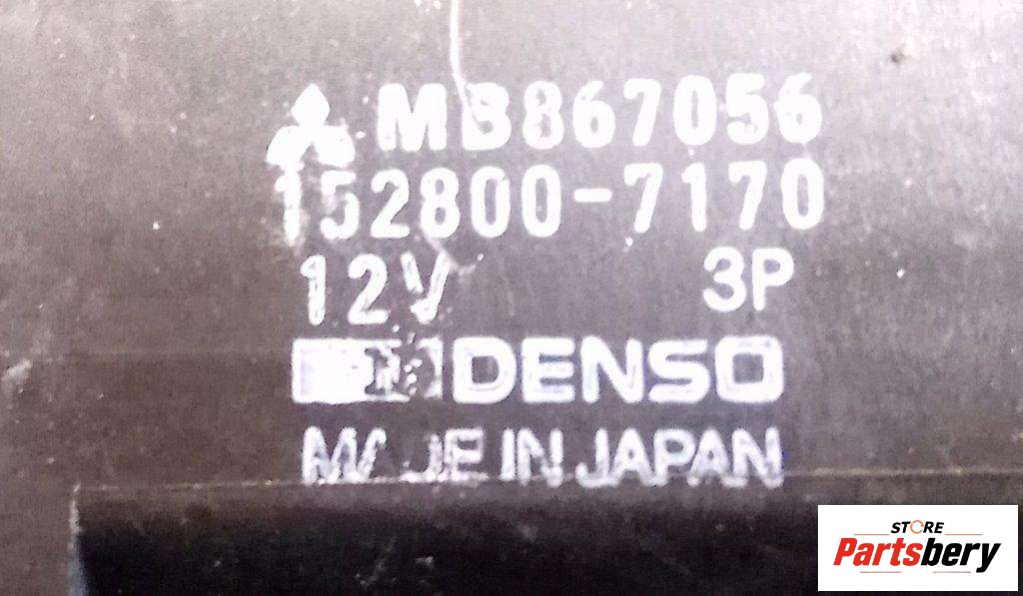 MB867056
152800-7170
12V 3P
DENSO
MADE IN JAPAN
STORE
Partsbery